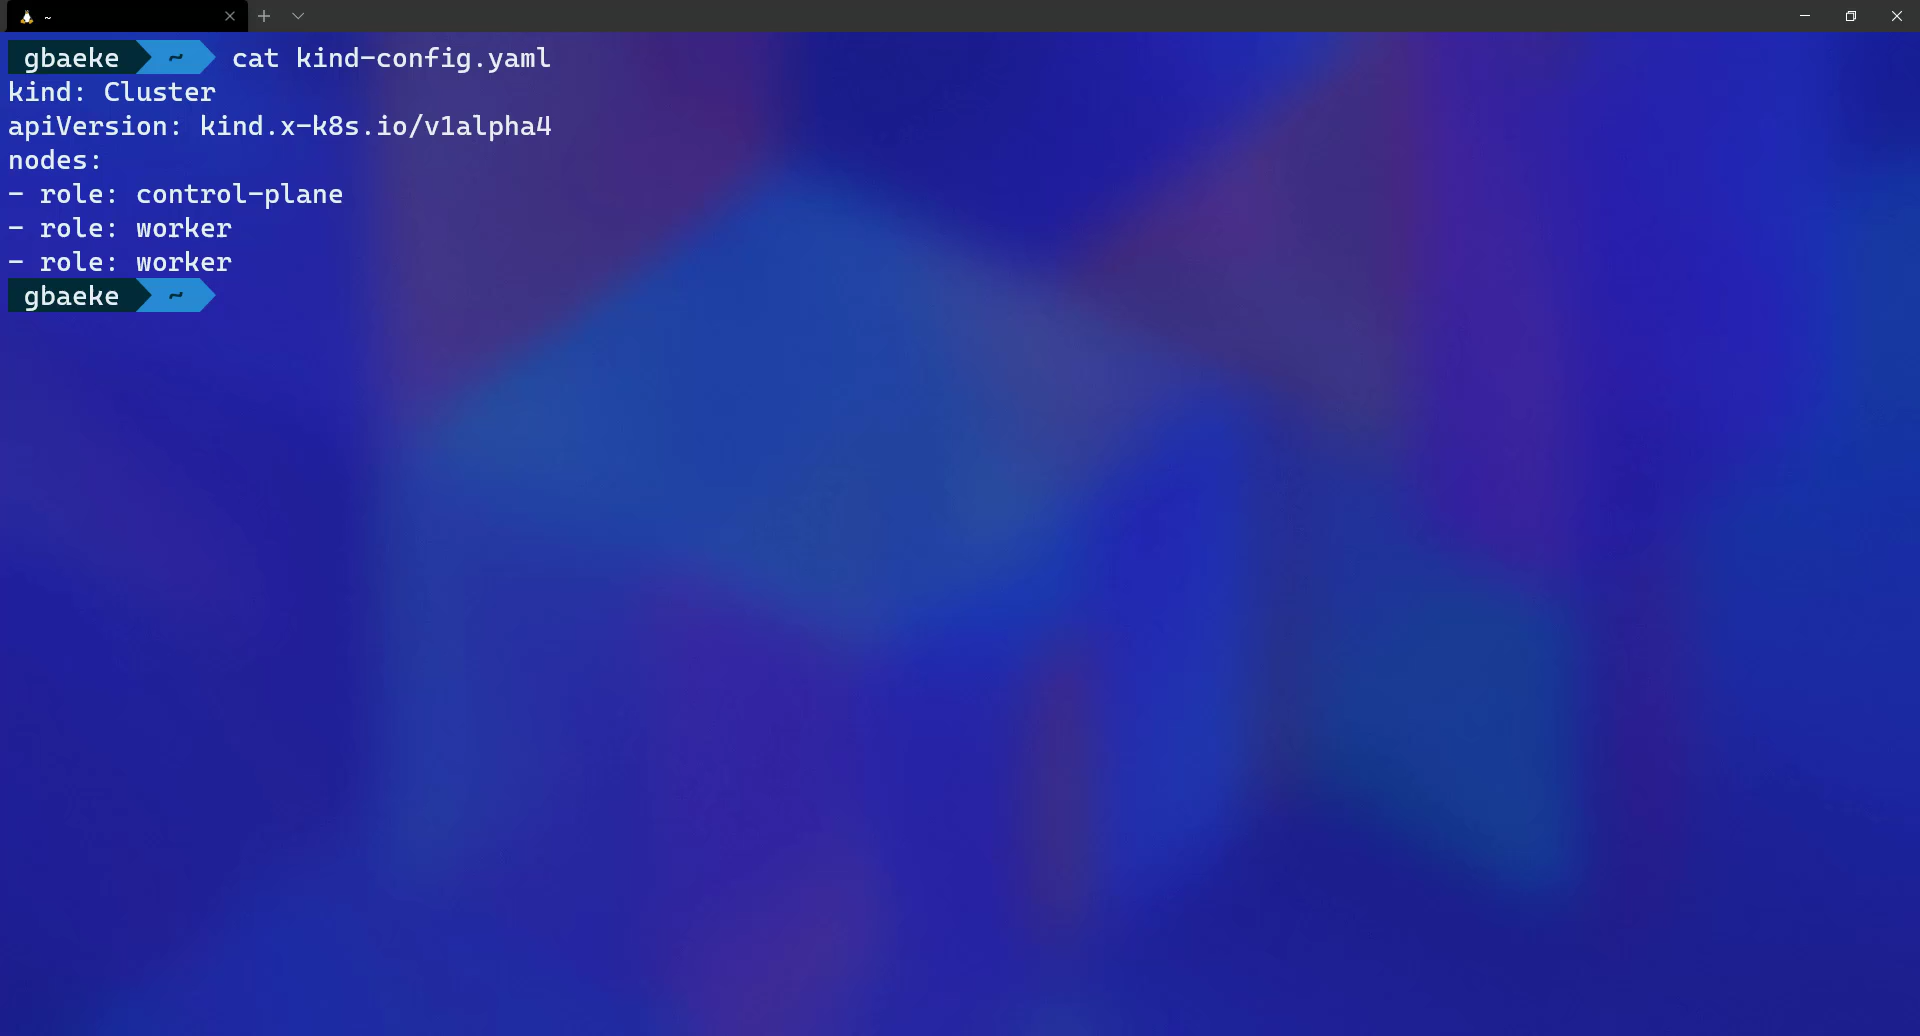 ~
gbaeke ~ cat kind-config.yaml
kind: Cluster
apiVersion: kind.x-k8s.io/v1alpha4
nodes:
- role: control-plane
- role: worker
- role: worker
gbaeke ~